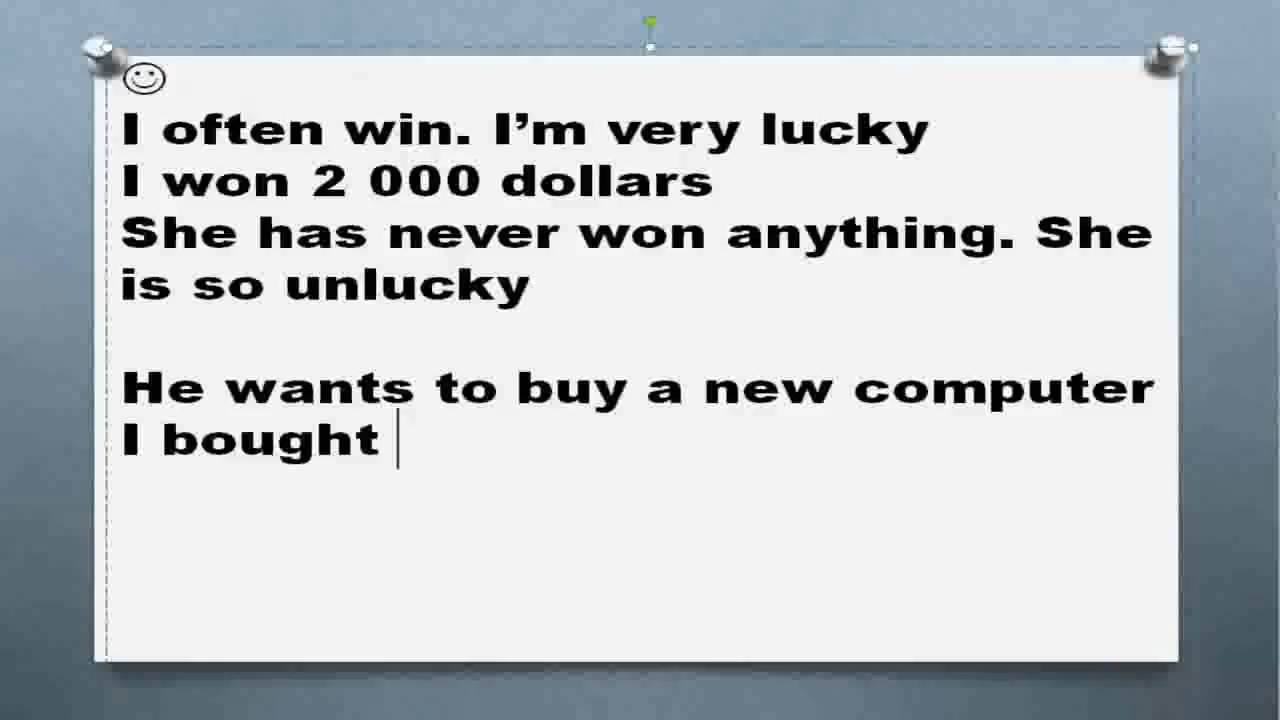 I often win. I’m very lucky
I won 2 000 dollars
She has never won anything. She
is so unlucky
He wants to buy a new computer
I bought